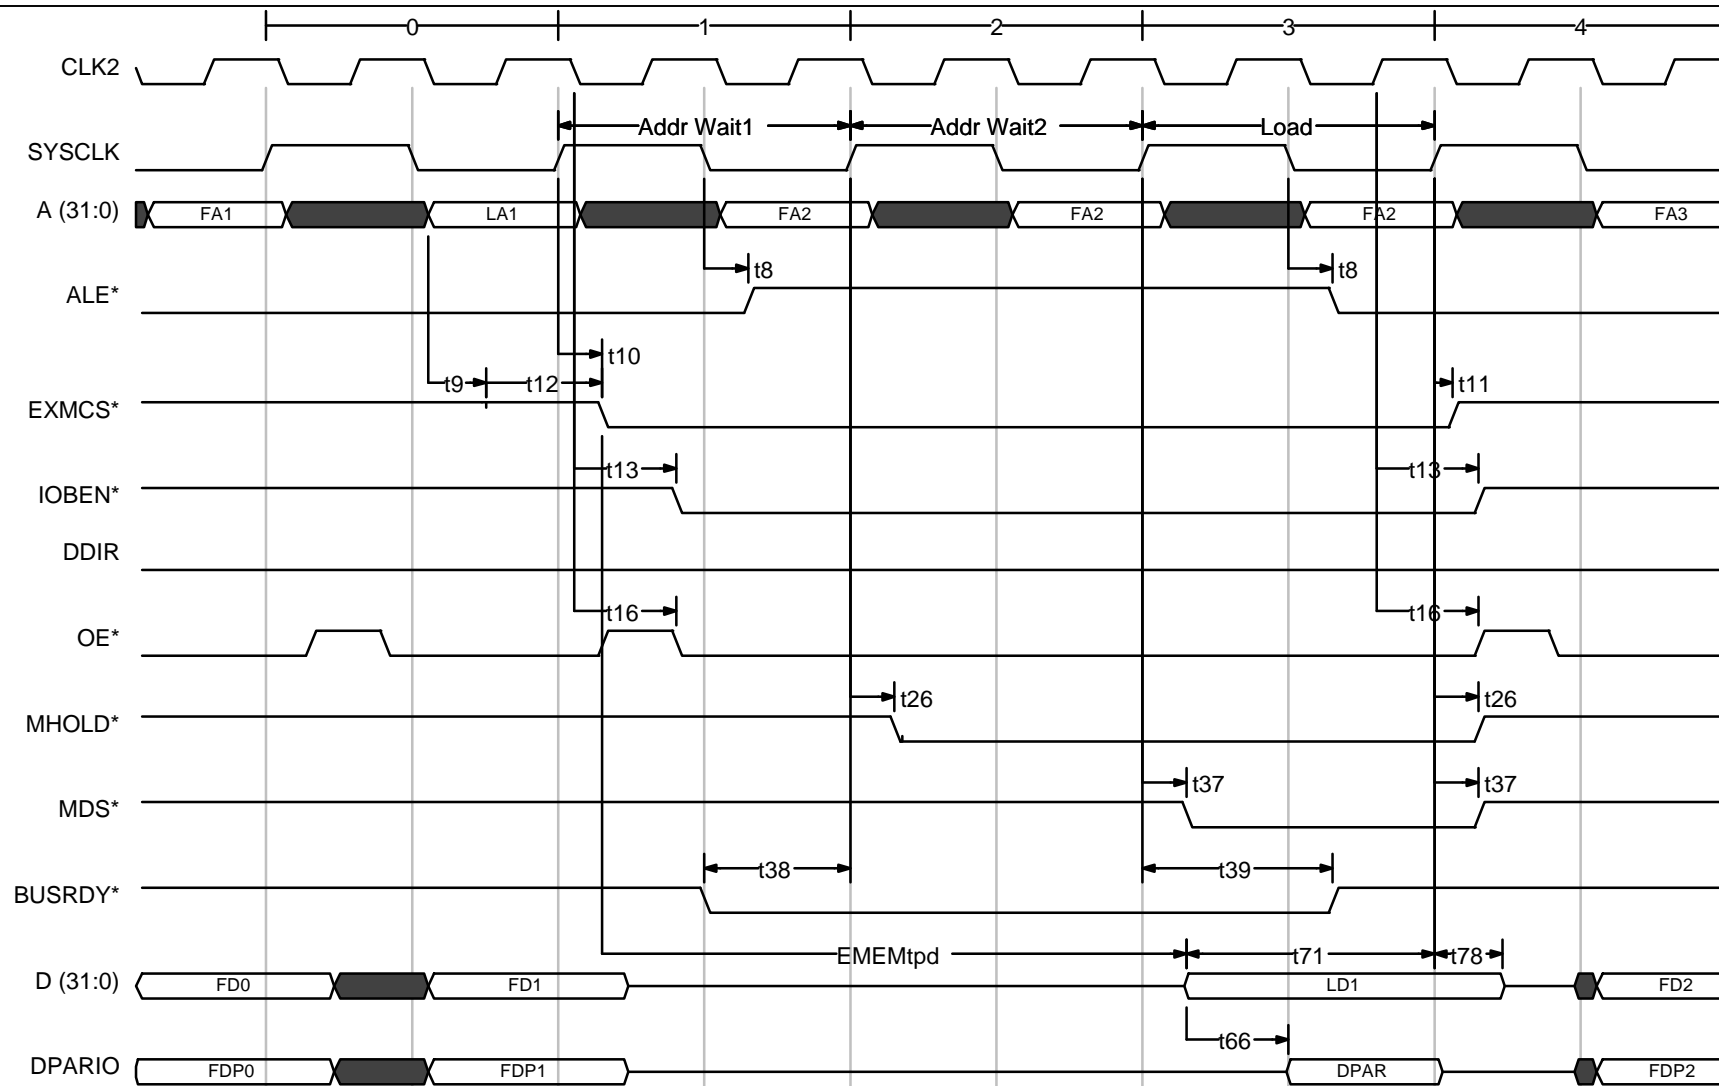 0 1 2 3 4
CLK2
Addr Wait1 Addr Wait2 Load
SYSCLK
A (31:0) FA1 LA1 FA2 FA2 FA2 FA3
t8 t8
ALE*
t10
t9 t12 t11
EXMCS*
t13 t13
IOBEN*
DDIR
t16 t16
OE*
t26 t26
MHOLD*
t37 t37
MDS*
t38 t39
BUSRDY*
EMEMtpd t71 t78
D (31:0) FD0 FD1 LD1 FD2
t66
DPARIO FDP0 FDP1 DPAR FDP2